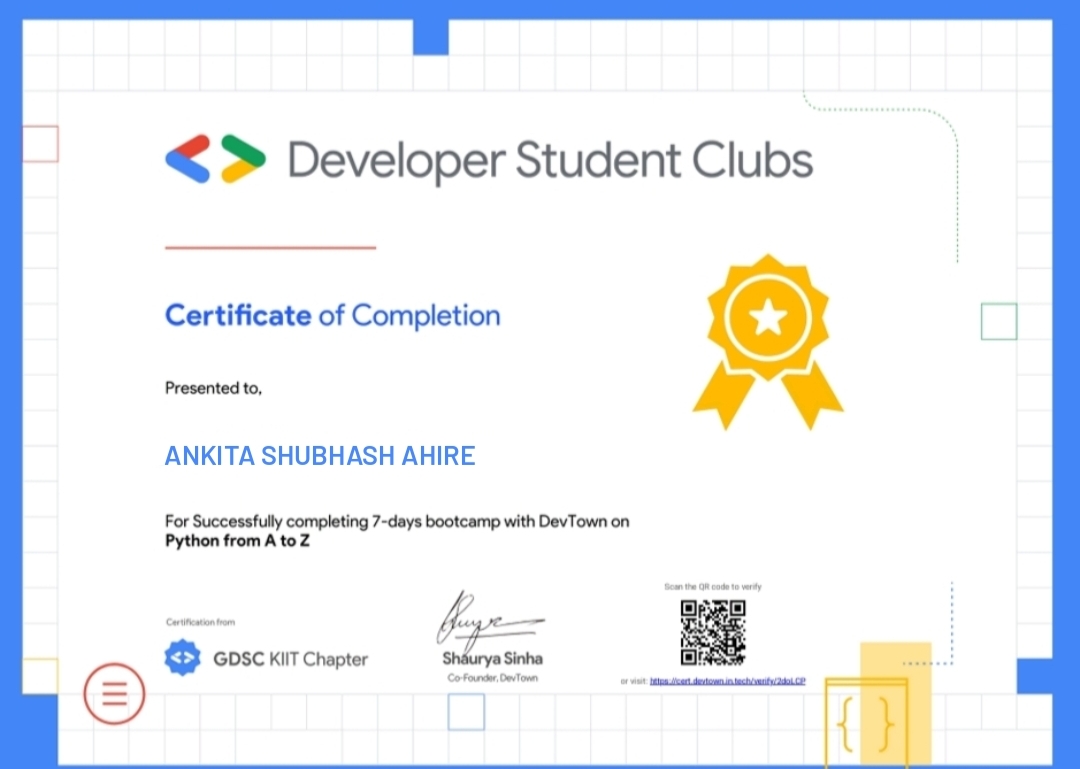 Developer Student Clubs
Certificate of Completion
Presented to,
ANKITA SHUBHASH AHIRE
For Successfully completing 7-days bootcamp with DevTown on
Python from A to Z
Certification from
GDSC KIIT Chapter
Shaurya Sinha
Co-Founder, DevTown
Scan the QR code to verify
or visit: https://cert.devtown.in.tech/verify/2doLCP